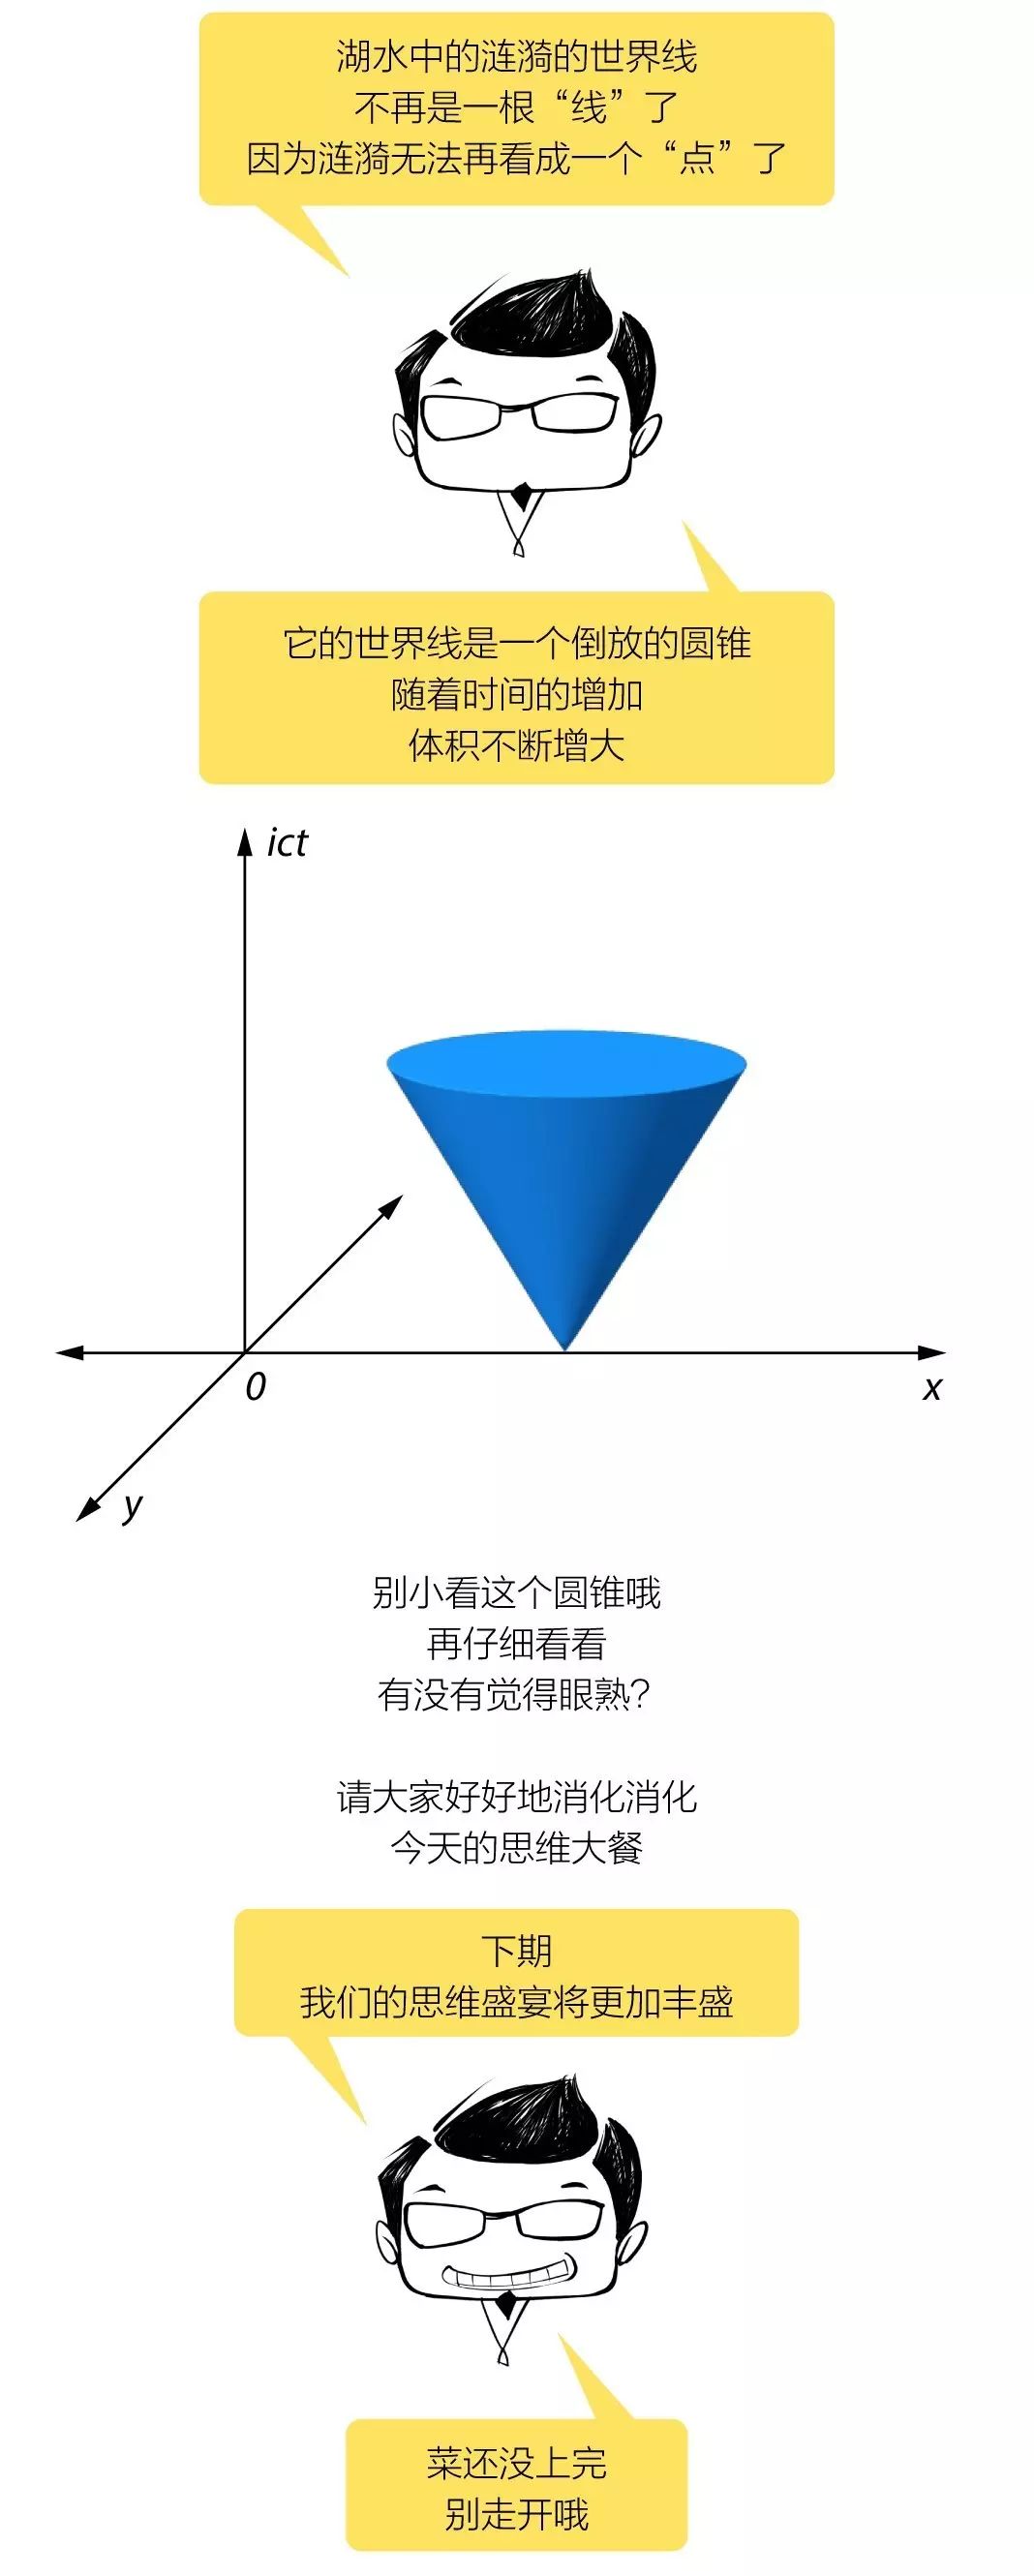 湖水中的涟漪的世界线
不再是一根“线”了
因为涟漪无法再看成一个“点”了
它的世界线是一个倒放的圆锥
随着时间的增加
体积不断增大
ict
0
x
y
别小看这个圆锥哦
再仔细看看
有没有觉得眼熟？
请大家好好地消化消化
今天的思维大餐
下期
我们的思维盛宴将更加丰盛
菜还没上完
别走开哦